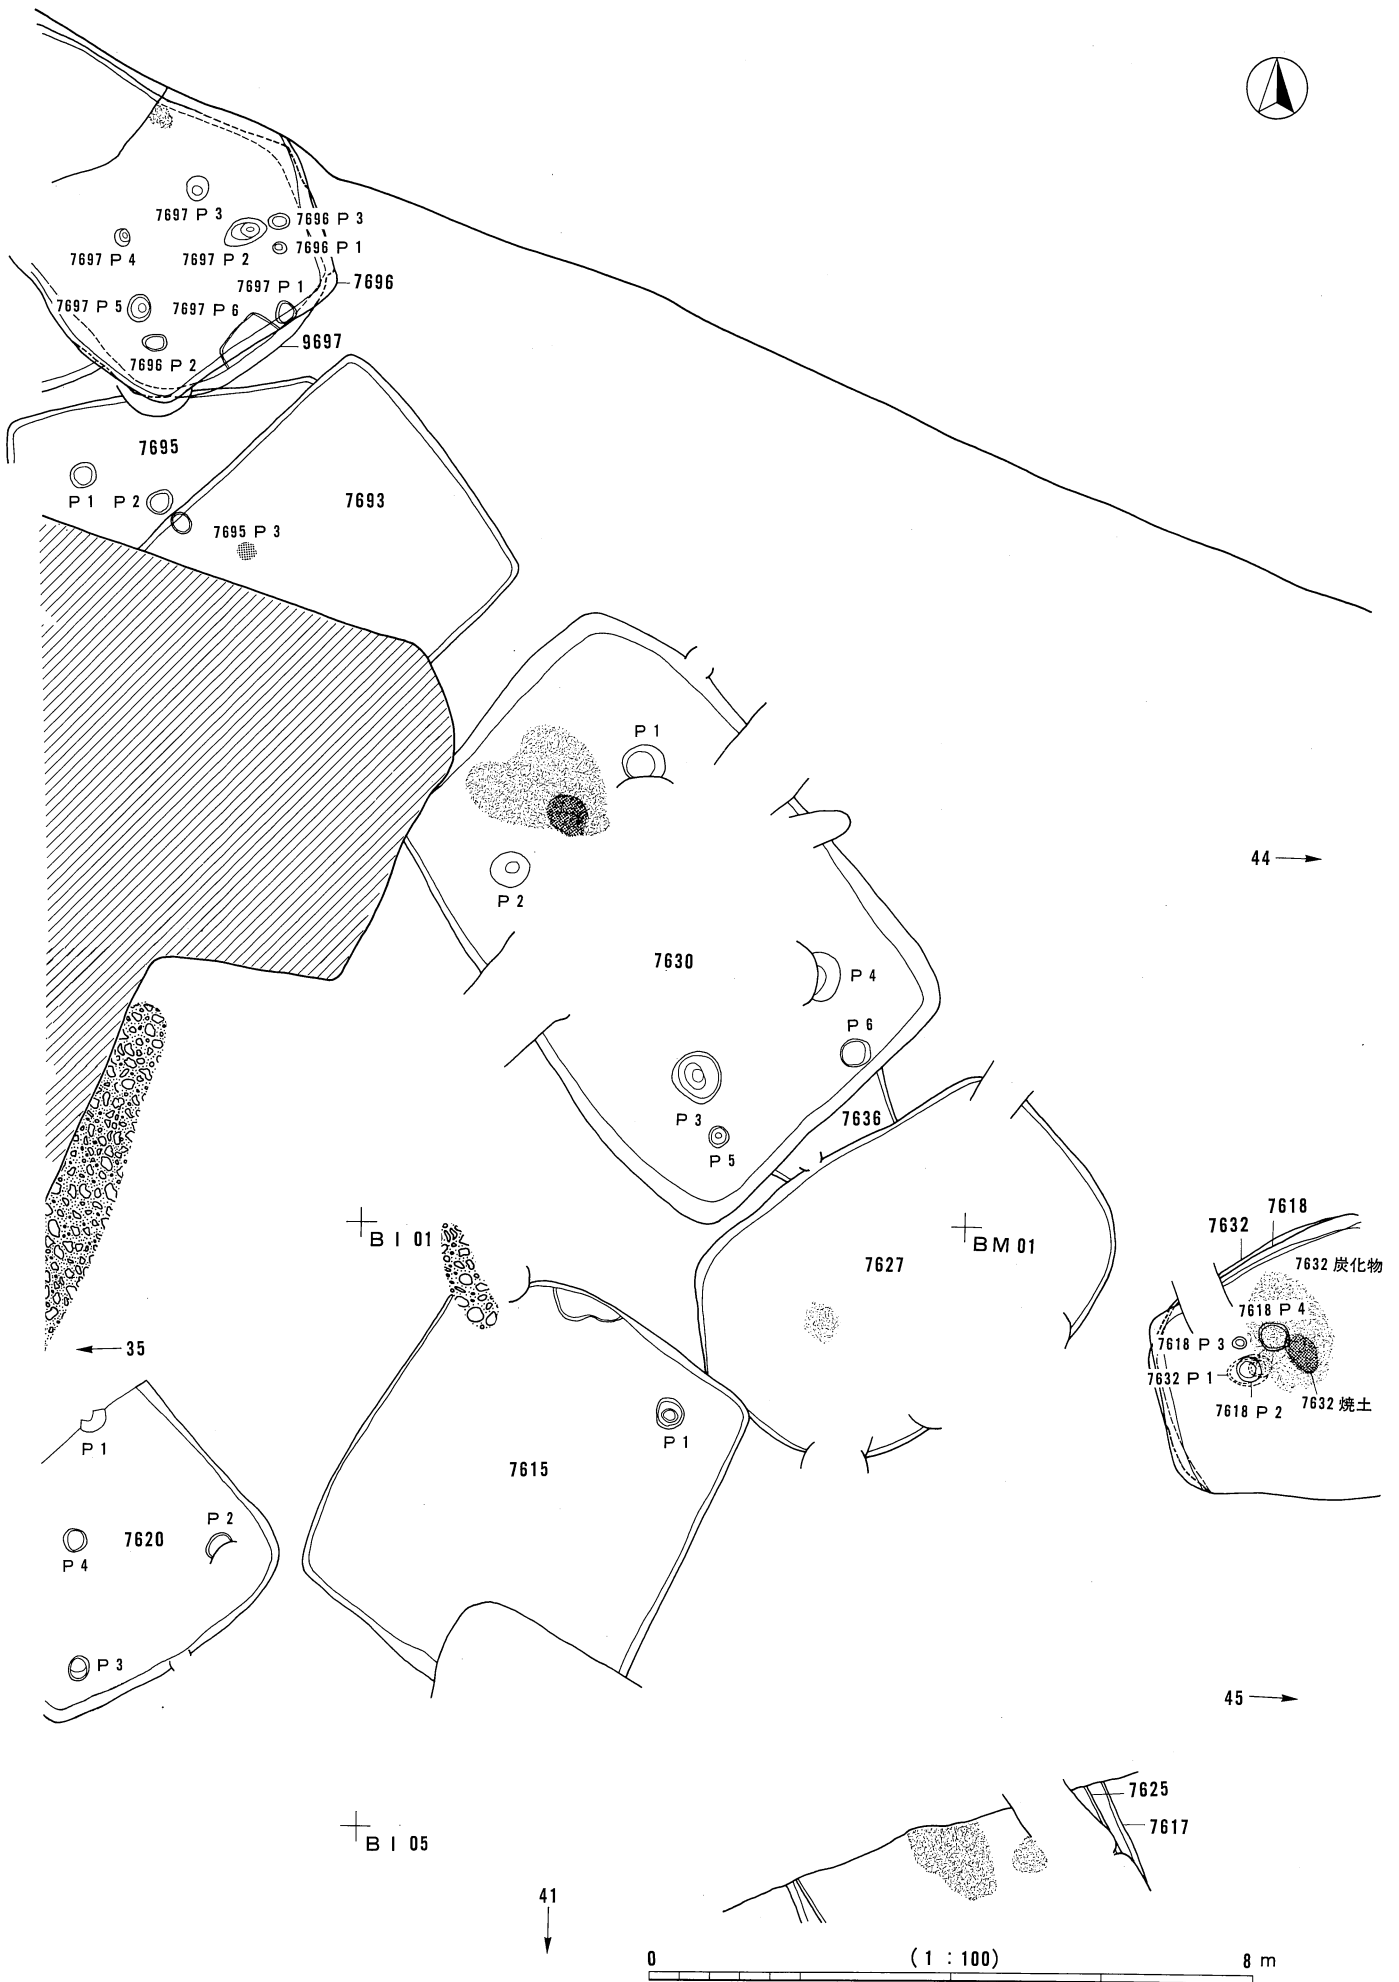 7697 P 3
7696 P 3
7697 P 4
7697 P 2
7696 P 1
7697 P 1
7696
7697 P 5
7697 P 6
9697
7696 P 2
7695
P 1
P 2
7693
7695 P 3
P 1
44
P 2
7630
P 4
P 6
P 3
7636
P 5
B I 01
BM 01
7618
7632
7627
7632 炭化物
7618 P 4
35
7618 P 3
7632 P 1
7618 P 2
7632 焼土
P 1
P 1
7615
P 2
7620
P 4
P 3
45
7625
7617
B I 05
41
0
(1 : 100)
8 m